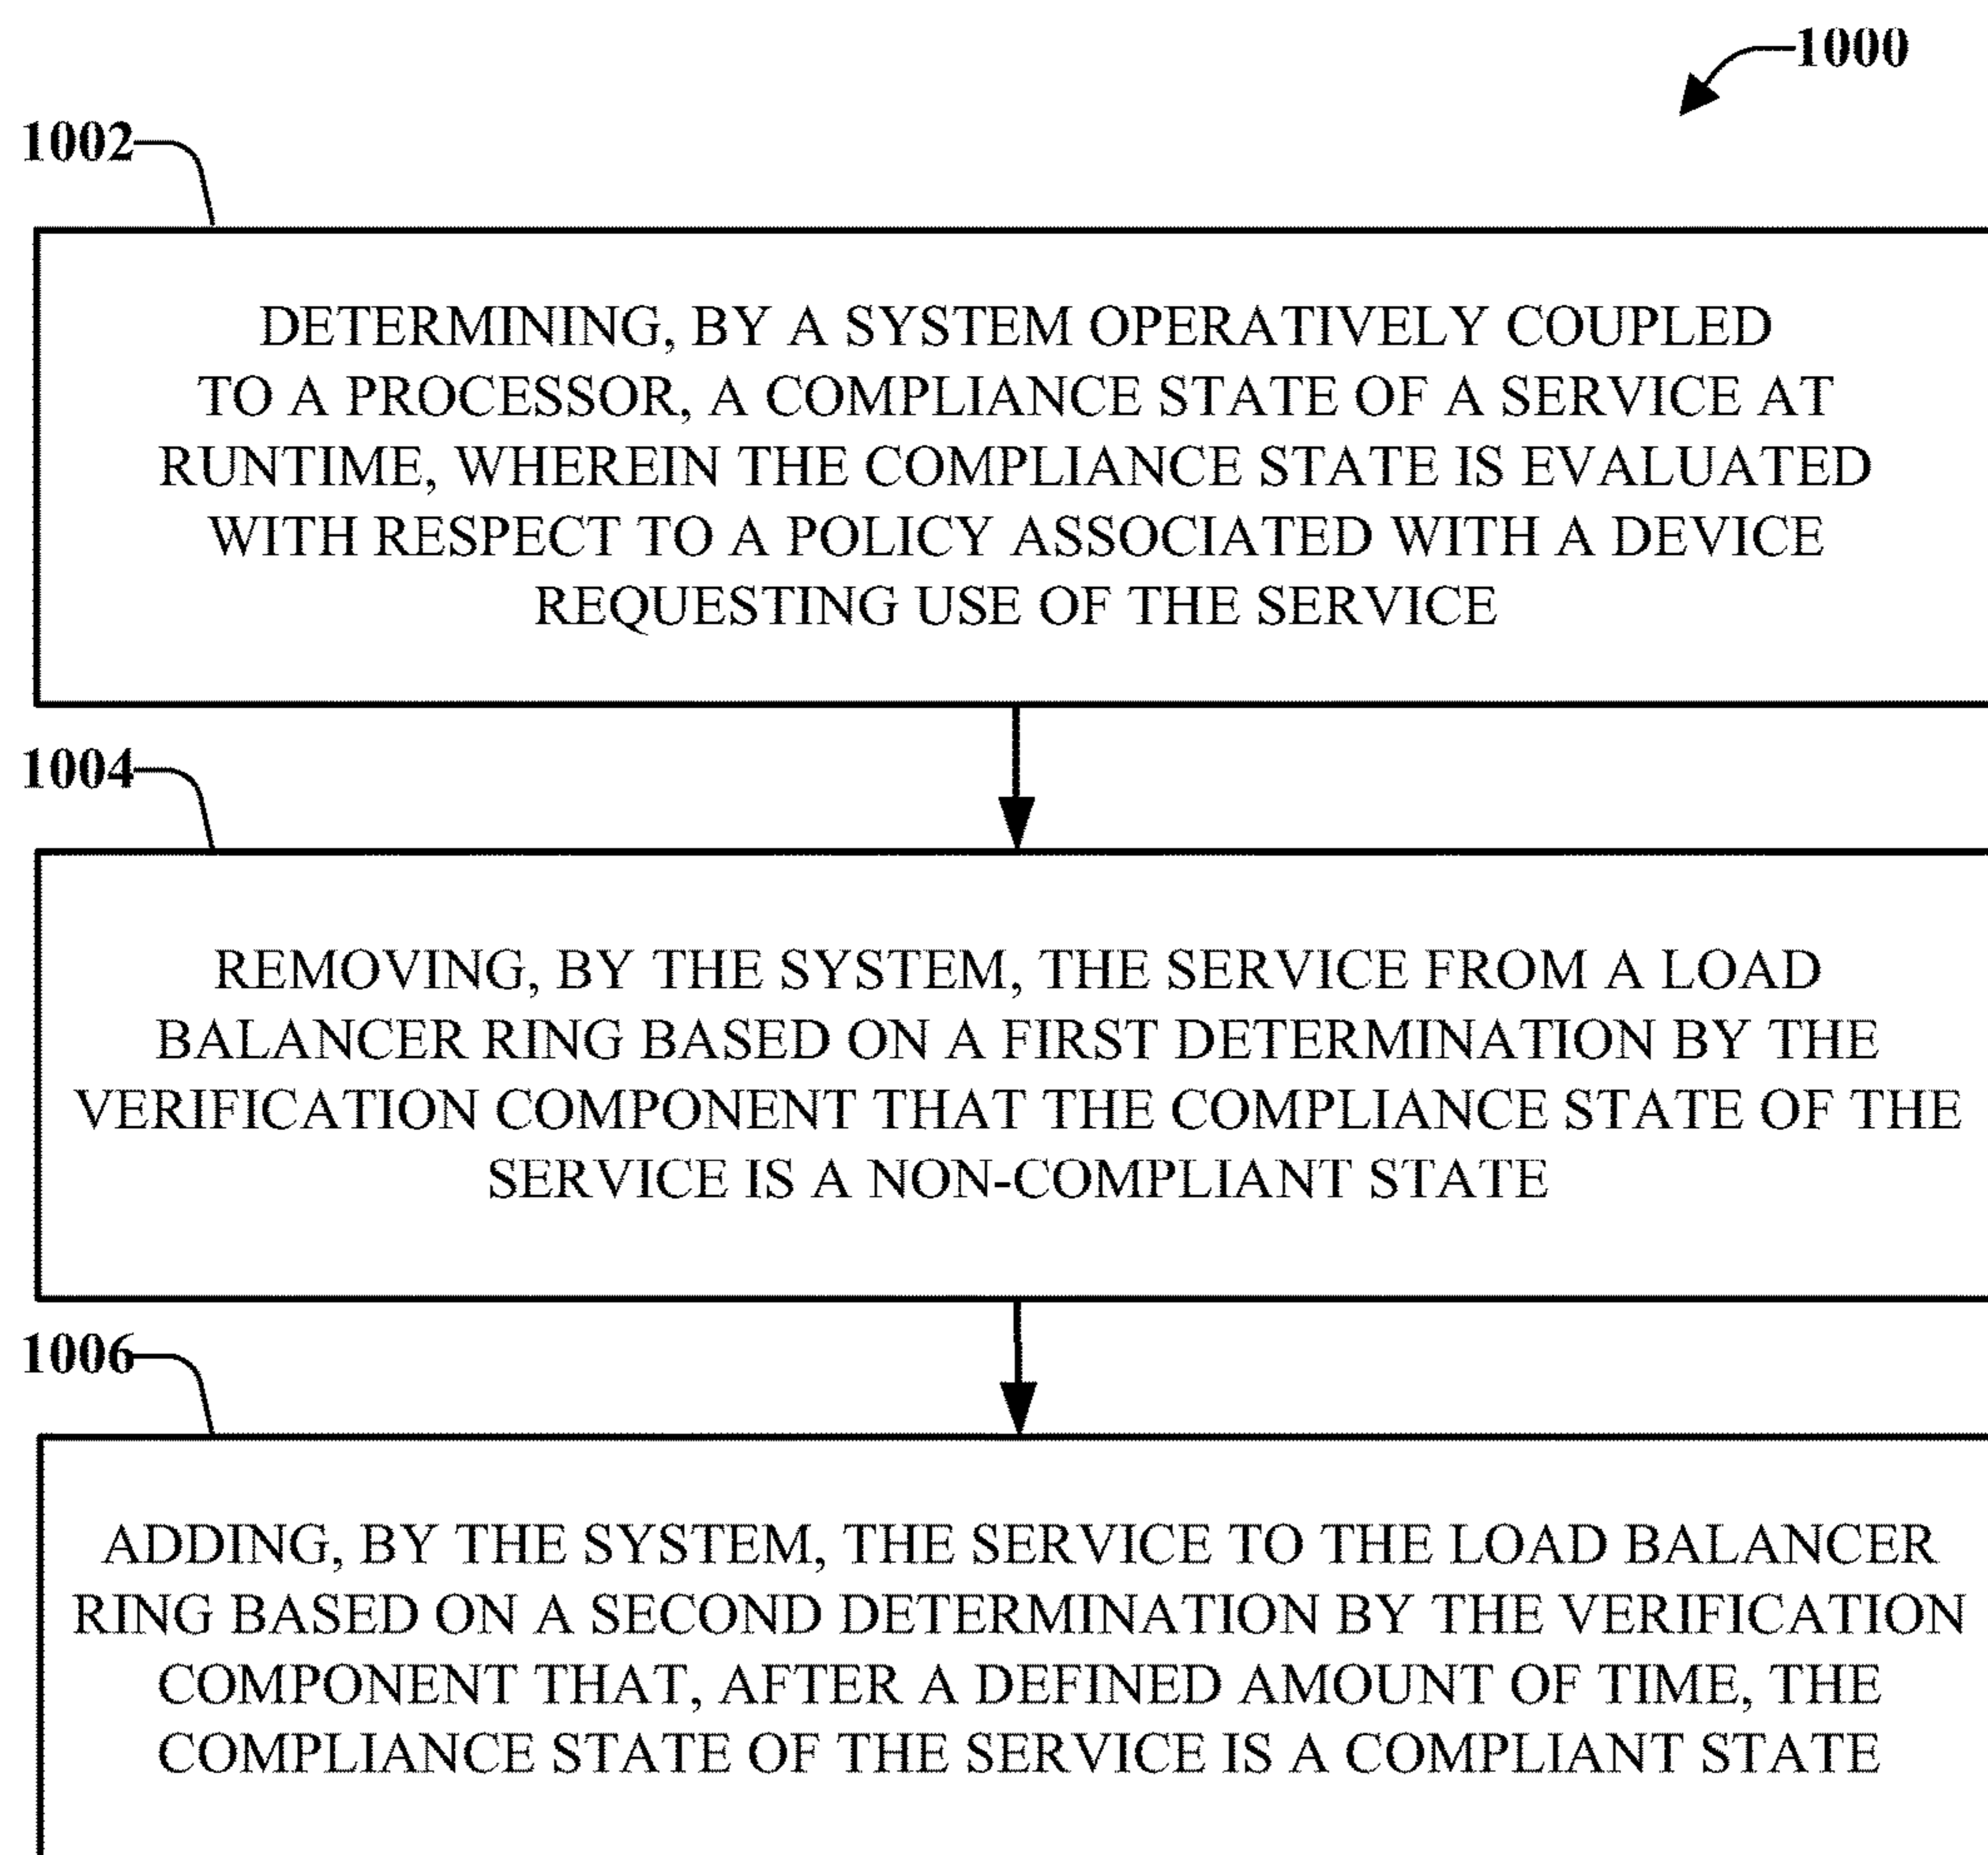 1000
1002
DETERMINING, BY A SYSTEM OPERATIVELY COUPLED
TO A PROCESSOR, A COMPLIANCE STATE OF A SERVICE AT
RUNTIME, WHEREIN THE COMPLIANCE STATE IS EVALUATED
WITH RESPECT TO A POLICY ASSOCIATED WITH A DEVICE
REQUESTING USE OF THE SERVICE
1004
REMOVING, BY THE SYSTEM, THE SERVICE FROM A LOAD
BALANCER RING BASED ON A FIRST DETERMINATION BY THE
VERIFICATION COMPONENT THAT THE COMPLIANCE STATE OF THE
SERVICE IS A NON-COMPLIANT STATE
1006
ADDING, BY THE SYSTEM, THE SERVICE TO THE LOAD BALANCER
RING BASED ON A SECOND DETERMINATION BY THE VERIFICATION
COMPONENT THAT, AFTER A DEFINED AMOUNT OF TIME, THE
COMPLIANCE STATE OF THE SERVICE IS A COMPLIANT STATE